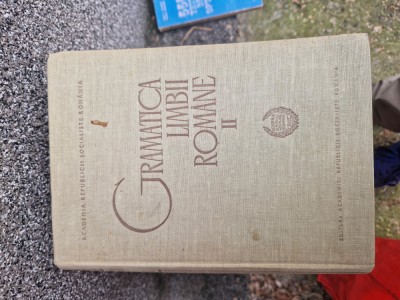 ACADEMIA REPUBLICII SOCIALISTE ROMÂNIA
GRAMATICA
LIMBII
ROMÂNE
II
EDITURA ACADEMIEI REPUBLICII SOCIALISTE ROMÂNIA